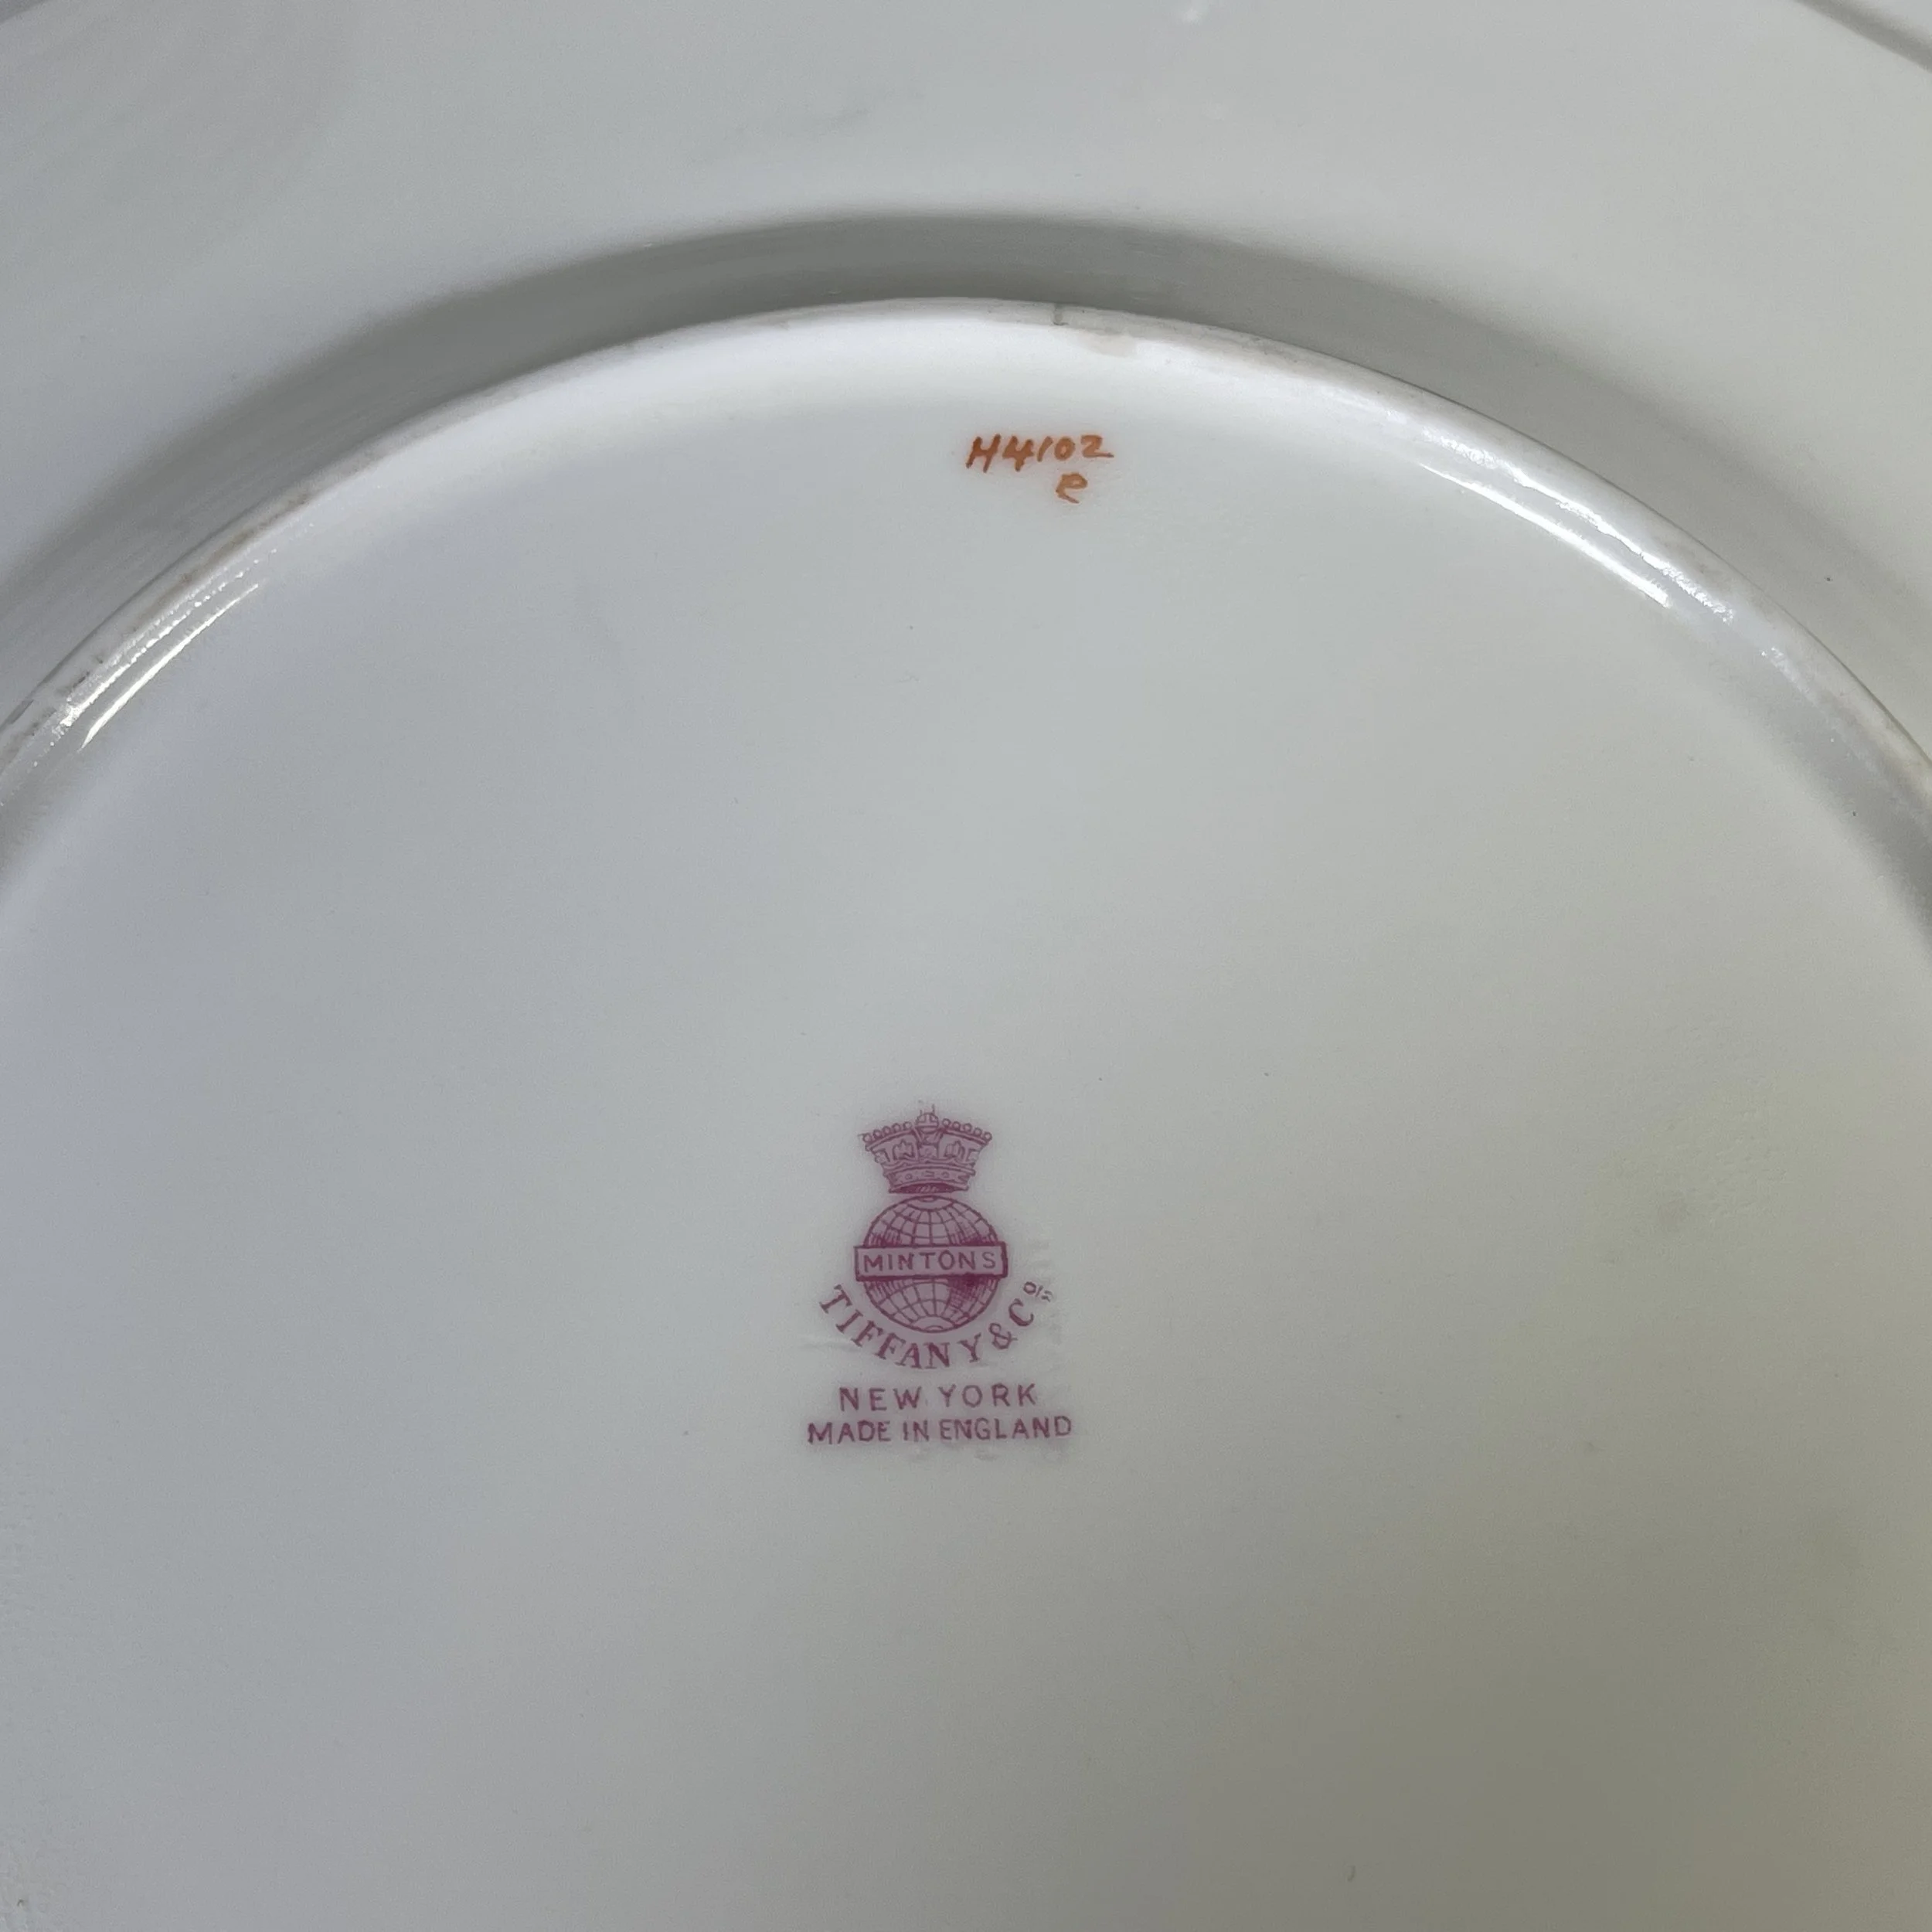 H4102
e
MINTONS
TIFFANY & Co
NEW YORK
MADE IN ENGLAND